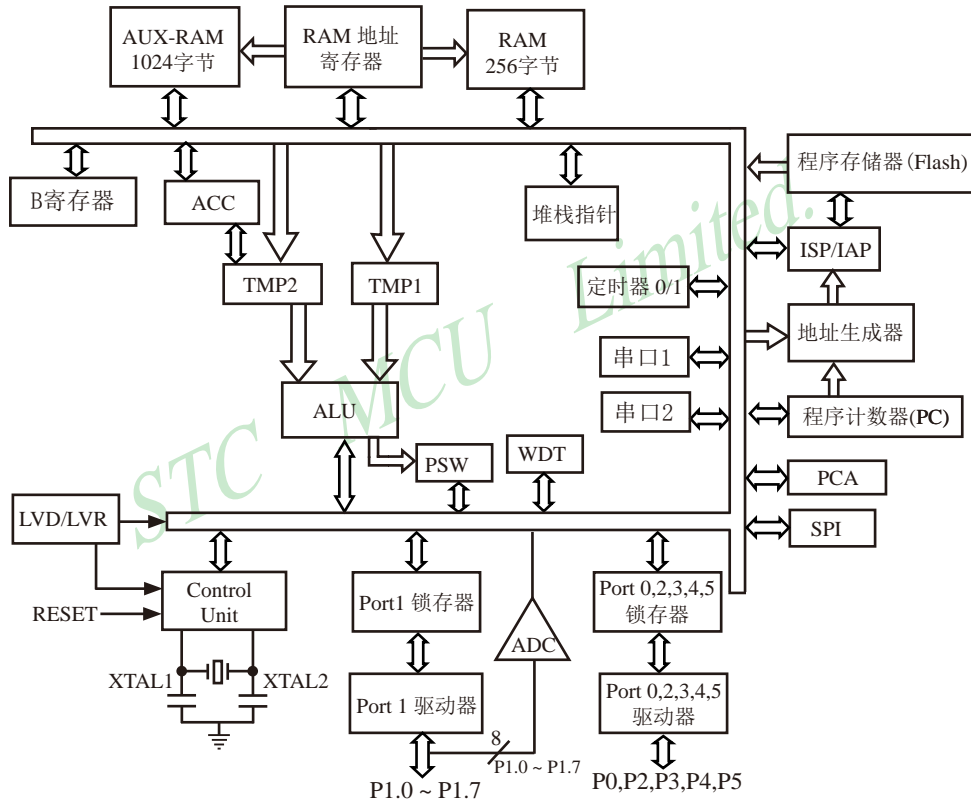 AUX-RAM
1024字节
RAM 地址
寄存器
RAM
256字节
B寄存器
ACC
堆栈指针
程序存储器(Flash)
ISP/IAP
TMP2
TMP1
定时器 0/1
地址生成器
串口1
ALU
串口2
程序计数器(PC)
PSW
WDT
PCA
LVD/LVR
SPI
Control
Unit
RESET
Port1 锁存器
ADC
Port 0,2,3,4,5
锁存器
XTAL1
XTAL2
Port 1 驱动器
Port 0,2,3,4,5
驱动器
8
P1.0 ~ P1.7
P1.0 ~ P1.7
P0,P2,P3,P4,P5
STC MCU Limited.